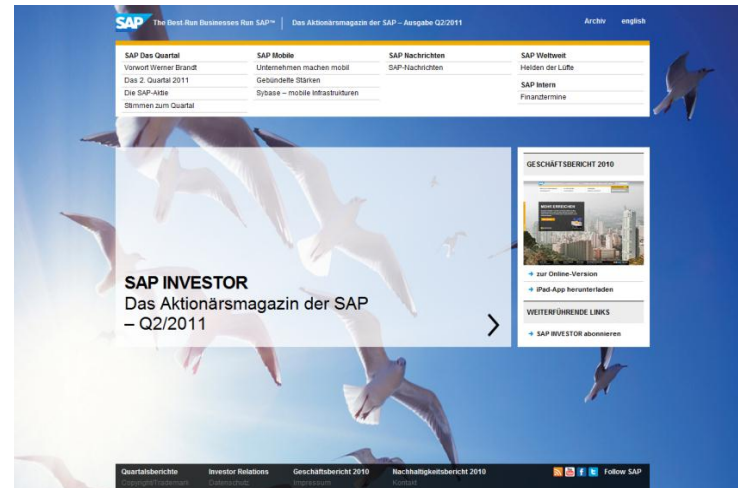 SAP The Best-Run Businesses Run SAP™ | Das Aktionärsmagazin der SAP – Ausgabe Q2/2011
Archiv english
SAP Das Quartal
Vorwort Werner Brandt
Das 2. Quartal 2011
Die SAP-Aktie
Stimmen zum Quartal
SAP Mobile
Unternehmen machen mobil
Gebündelte Stärken
Sybase – mobile Infrastrukturen
SAP Nachrichten
SAP-Nachrichten
SAP Weltweit
Helden der Lüfte
SAP Intern
Finanztermine
SAP INVESTOR
Das Aktionärsmagazin der SAP
– Q2/2011
GESCHÄFTSBERICHT 2010
MEHR ERREICHEN
zur Online-Version
iPad-App herunterladen
WEITERFÜHRENDE LINKS
SAP INVESTOR abonnieren
Quartalsberichte Investor Relations Geschäftsbericht 2010 Nachhaltigkeitsbericht 2010 Follow SAP
Copyright/Trademark Datenschutz Impressum Kontakt